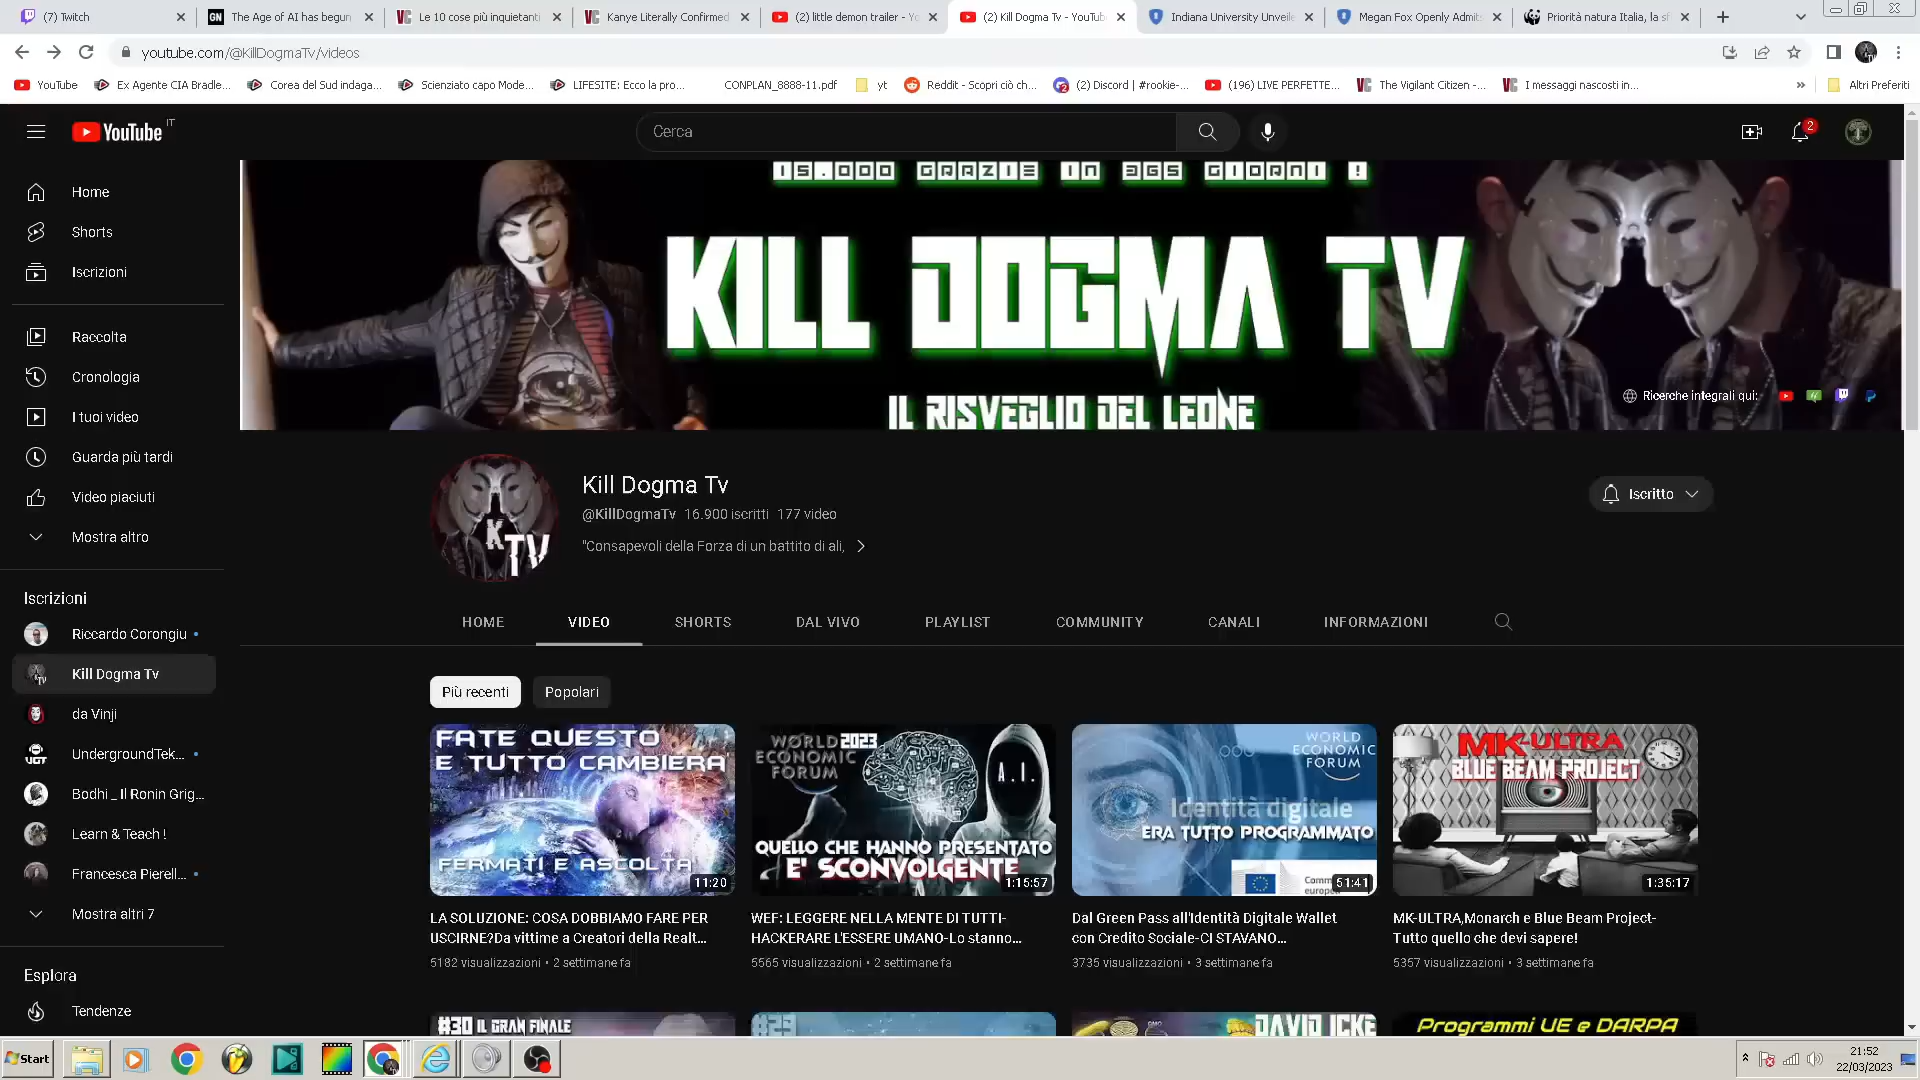 (7) Twitch
The Age of AI has begun
Le 10 cose più inquietanti
Kanye Literally Confirmed
(2) little demon trailer - Yo
(2) Kill Dogma Tv - YouTube
Indiana University Unveile
Megan Fox Openly Admits
Priorità natura Italia, la sf
youtube.com/@KillDogmaTv/videos
YouTube
Ex Agente CIA Bradle...
Corea del Sud indaga...
Scienziato capo Mode...
LIFESITE: Ecco la pro...
CONPLAN_8888-11.pdf
yt
Reddit - Scopri ciò ch...
(2) Discord | #rookie-...
(196) LIVE PERFETTE...
The Vigilant Citizen -...
I messaggi nascosti in...
»
Altri Preferiti
YouTube IT
Cerca
2
Home
Shorts
Iscrizioni
Raccolta
Cronologia
I tuoi video
Guarda più tardi
Video piaciuti
Mostra altro
Iscrizioni
Riccardo Corongiu
Kill Dogma Tv
da Vinji
UndergroundTek...
Bodhi _ Il Ronin Grig...
Learn & Teach !
Francesca Pierell...
Mostra altri 7
Esplora
Tendenze
15.000 GRAZIE IN 365 GIORNI !
KILL DOGMA TV
IL RISVEGLIO DEL LEONE
Ricerche integrali qui:
K TV
Kill Dogma Tv
@KillDogmaTv 16.900 iscritti 177 video
"Consapevoli della Forza di un battito di ali,
Iscritto
HOME VIDEO SHORTS DAL VIVO PLAYLIST COMMUNITY CANALI INFORMAZIONI
Più recenti Popolari
FATE QUESTO
E TUTTO CAMBIERA
FERMATI E ASCOLTA
11:20
LA SOLUZIONE: COSA DOBBIAMO FARE PER
USCIRNE?Da vittime a Creatori della Realt...
5182 visualizzazioni • 2 settimane fa
WORLD 2023
ECONOMIC
FORUM
A.I.
QUELLO CHE HANNO PRESENTATO
E' SCONVOLGENTE
1:15:57
WEF: LEGGERE NELLA MENTE DI TUTTI-
HACKERARE L'ESSERE UMANO-Lo stanno...
5565 visualizzazioni • 2 settimane fa
WORLD
ECONOMIC
FORUM
Identità digitale
ERA TUTTO PROGRAMMATO
51:41
Dal Green Pass all'Identità Digitale Wallet
con Credito Sociale-CI STAVANO...
3735 visualizzazioni • 3 settimane fa
MK-ULTRA
BLUE BEAM PROJECT
1:35:17
MK-ULTRA,Monarch e Blue Beam Project-
Tutto quello che devi sapere!
5357 visualizzazioni • 3 settimane fa
#30 IL GRAN FINALE
#23
DAVID ICKE
Programmi UE e DARPA
Start
21:52
22/03/2023